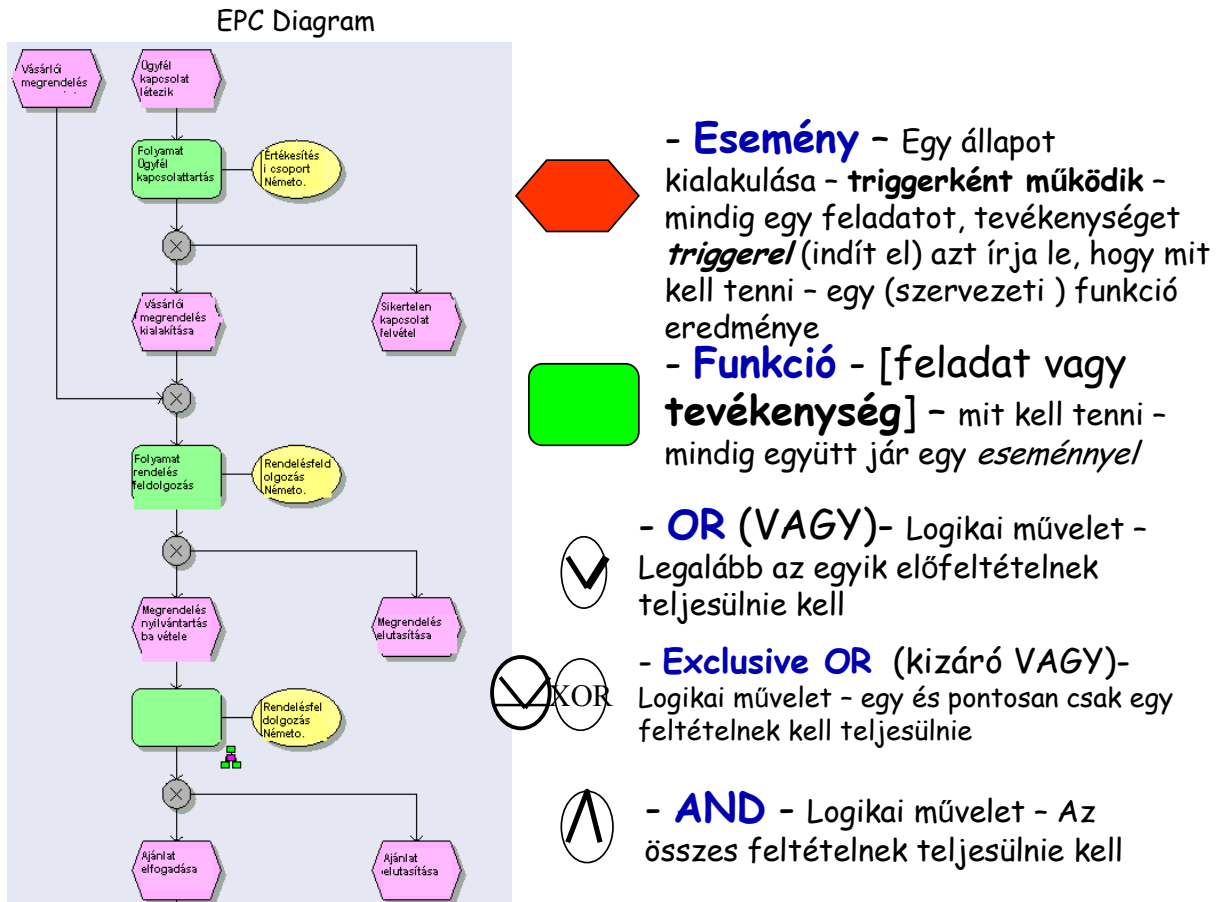 EPC Diagram
Vásárlói
megrendelés
Ügyfél
kapcsolat
létezik
Folyamat
Ügyfél
kapcsolattartás
Értékesítés
i csoport
Németo.
Vásárlói
megrendelés
kialakítása
Sikertelen
kapcsolat
felvétel
Folyamat
rendelés
feldolgozás
Rendelésfeld
olgozás
Németo.
Megrendelés
nyilvántartás
ba vétele
Megrendelés
elutasítása
Rendelésfel
dolgozás
Németo.
Ajánlat
elfogadása
Ajánlat
elutasítása
- Esemény – Egy állapot
kialakulása – triggerként működik –
mindig egy feladatot, tevékenységet
triggerel (indít el) azt írja le, hogy mit
kell tenni – egy (szervezeti ) funkció
eredménye
- Funkció - [feladat vagy
tevékenység] – mit kell tenni –
mindig együtt jár egy eseménnyel
- OR (VAGY)- Logikai művelet –
Legalább az egyik előfeltételnek
teljesülnie kell
XOR
- Exclusive OR (kizáró VAGY)-
Logikai művelet – egy és pontosan csak egy
feltételnek kell teljesülnie
- AND - Logikai művelet – Az
összes feltételnek teljesülnie kell